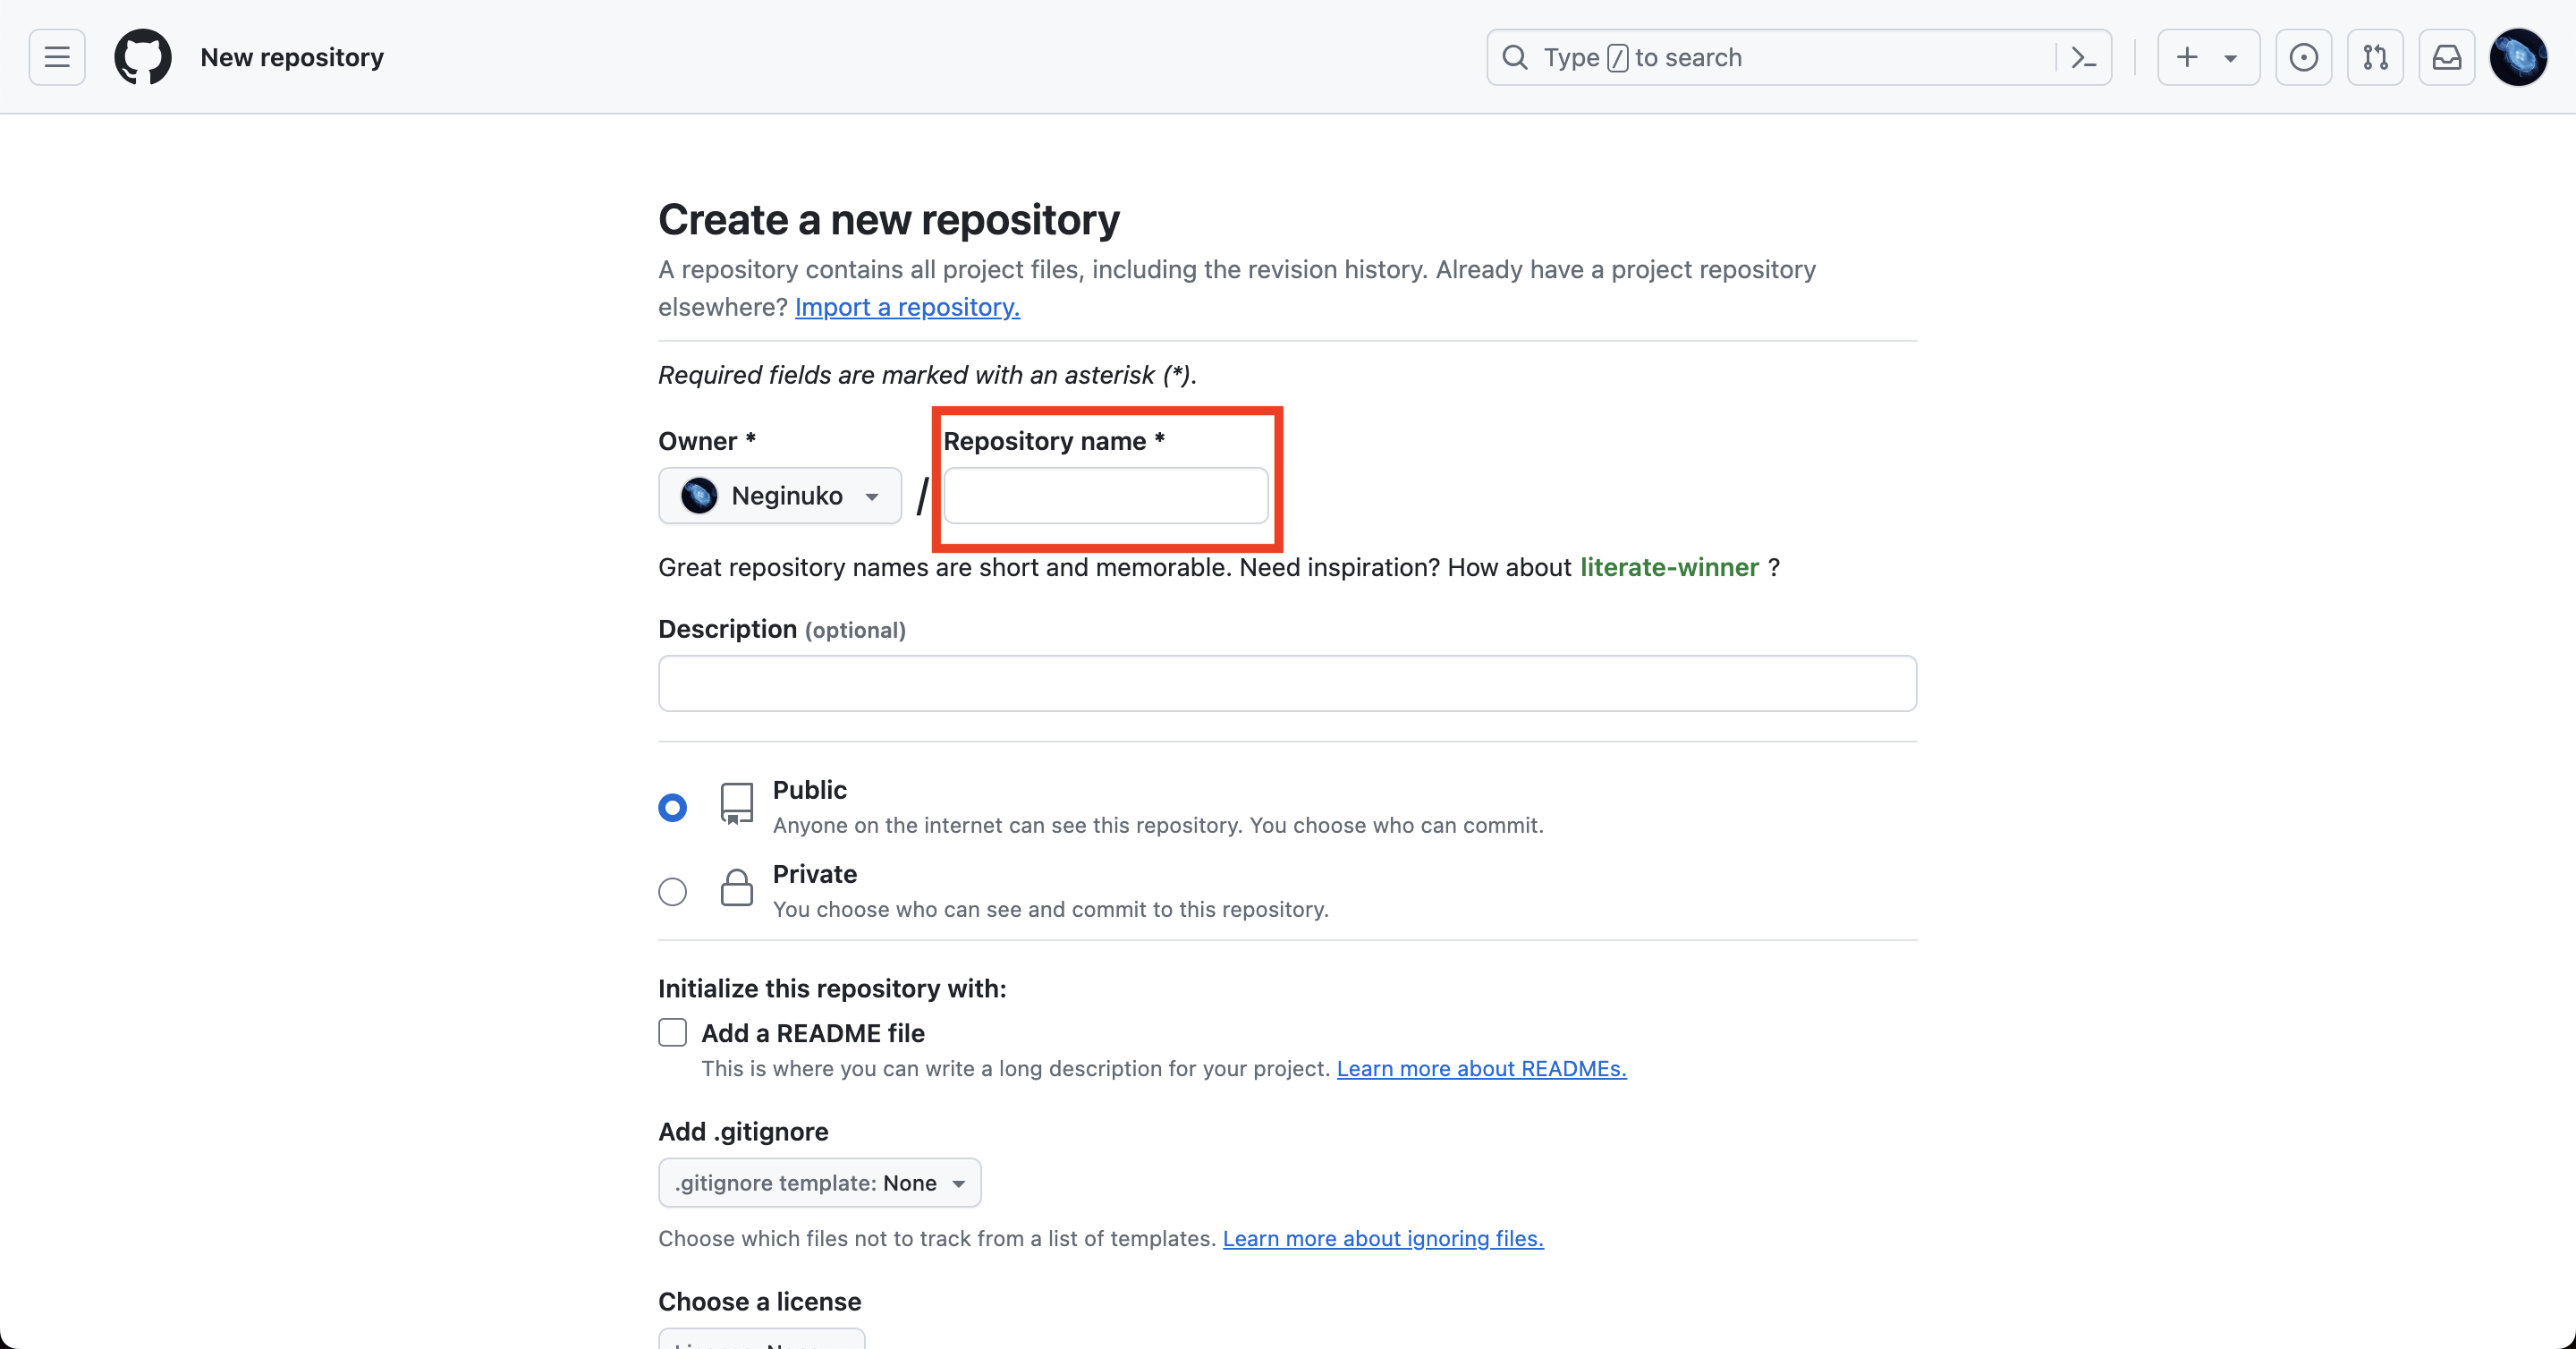 New repository
Type / to search
Create a new repository
A repository contains all project files, including the revision history. Already have a project repository
elsewhere? Import a repository.
Required fields are marked with an asterisk (*).
Owner *
Repository name *
Neginuko
/
Great repository names are short and memorable. Need inspiration? How about literate-winner ?
Description (optional)
Public
Anyone on the internet can see this repository. You choose who can commit.
Private
You choose who can see and commit to this repository.
Initialize this repository with:
Add a README file
This is where you can write a long description for your project. Learn more about READMEs.
Add .gitignore
.gitignore template: None
Choose which files not to track from a list of templates. Learn more about ignoring files.
Choose a license